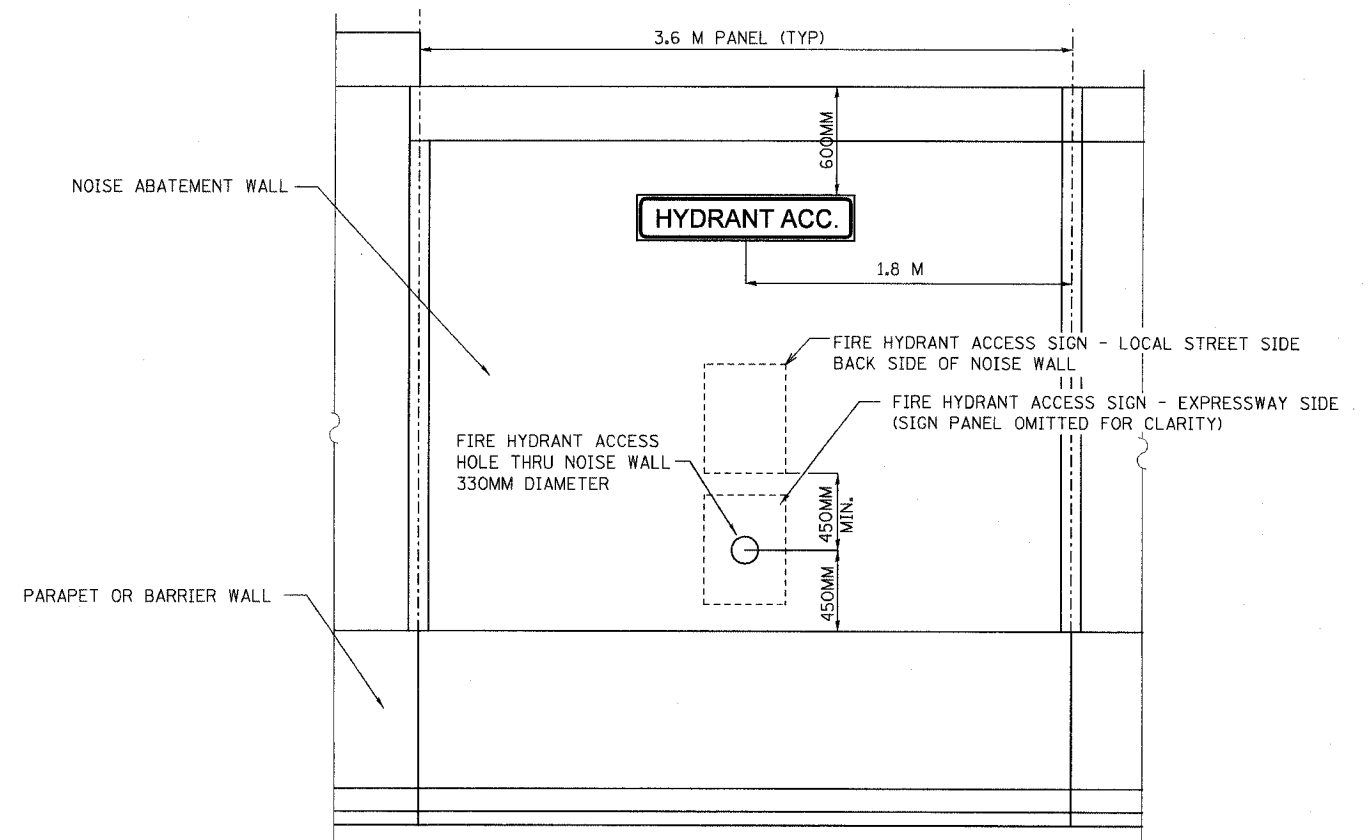 3.6 M PANEL (TYP)
600MM
NOISE ABATEMENT WALL
HYDRANT ACC.
1.8 M
FIRE HYDRANT ACCESS SIGN - LOCAL STREET SIDE
BACK SIDE OF NOISE WALL
FIRE HYDRANT ACCESS SIGN - EXPRESSWAY SIDE
(SIGN PANEL OMITTED FOR CLARITY)
FIRE HYDRANT ACCESS
HOLE THRU NOISE WALL
330MM DIAMETER
450MM
MIN.
450MM
PARAPET OR BARRIER WALL